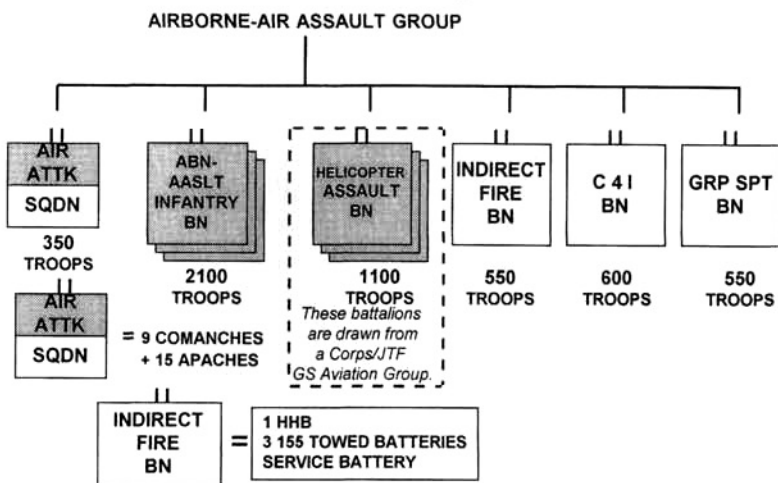 AIRBORNE-AIR ASSAULT GROUP
AIR
ATTK
SQDN
350
TROOPS
ABN-
AASLT
INFANTRY
BN
2100
TROOPS
HELICOPTER
ASSAULT
BN
1100
TROOPS
These battalions
are drawn from
a Corps/JTF
GS Aviation Group.
INDIRECT
FIRE
BN
550
TROOPS
C 4 I
BN
600
TROOPS
GRP SPT
BN
550
TROOPS
AIR
ATTK
SQDN
= 9 COMANCHES
+ 15 APACHES
INDIRECT
FIRE
BN
=
1 HHB
3 155 TOWED BATTERIES
SERVICE BATTERY